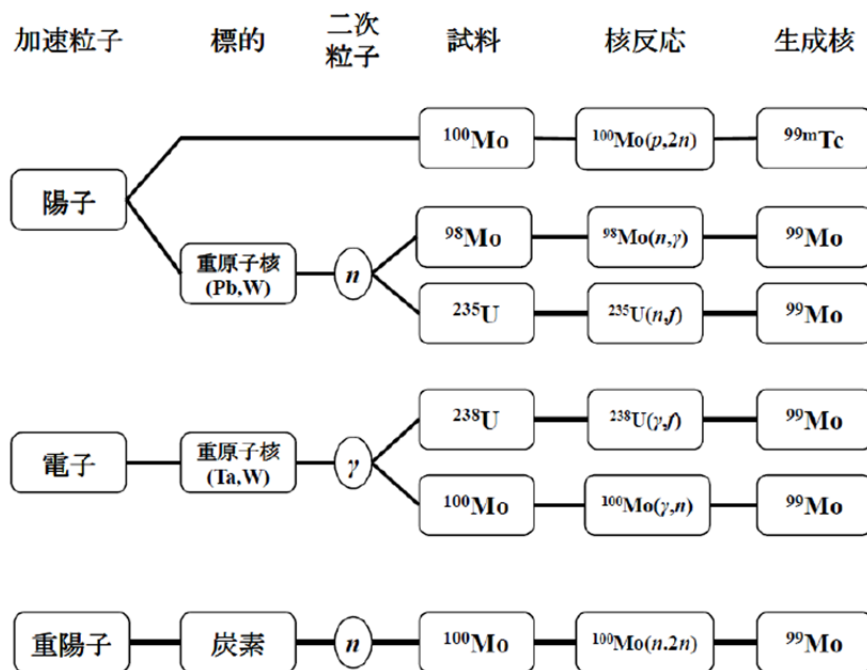 加速粒子 標的 二次粒子 試料 核反応 生成核
¹⁰⁰Mo ¹⁰⁰Mo(p,2n) ⁹⁹ᵐTc
陽子
重原子核
(Pb,W)
n
⁹⁸Mo ⁹⁸Mo(n,γ) ⁹⁹Mo
²³⁵U ²³⁵U(n,f) ⁹⁹Mo
電子
重原子核
(Ta,W)
γ
²³⁸U ²³⁸U(γ,f) ⁹⁹Mo
¹⁰⁰Mo ¹⁰⁰Mo(γ,n) ⁹⁹Mo
重陽子 炭素 n ¹⁰⁰Mo ¹⁰⁰Mo(n.2n) ⁹⁹Mo